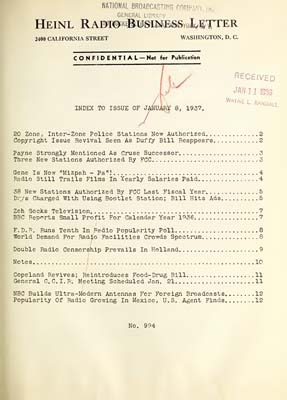 NATIONAL BROADCASTING COMPANY, INC.
GENERAL LIBRARY
HEINL RADIO BUSINESS LETTER
2400 CALIFORNIA STREET WASHINGTON, D. C.
CONFIDENTIAL—Not for Publication
RECEIVED
JAN 11 1938
WAYNE L. RANDALL
INDEX TO ISSUE OF JANUARY 8, 1937.
20 Zone, Inter-Zone Police Stations Now Authorized..............2
Copyright Issue Revival Seen As Duffy Bill Reappears............2
Payne Strongly Mentioned As Cruse Successor.....................3
Three New Stations Authorized By FCC............................3
Gene Is Now "Mizpeh - Pa"!......................................4
Radio Still Trails Films In Yearly Salaries Paid................4
38 New Stations Authorized By FCC Last Fiscal Year..............5
Days Charged With Using Bootlet Station; Bill Hits Ads..........5
Zeh Socks Television............................................7
BBC Reports Small Profit For Calendar Year 1936.................7
F.D.R. Runs Tenth In Radio Popularity Poll......................8
World Demand For Radio Facilities Crowds Spectrum...............8
Double Radio Censorship Prevails In Holland.....................9
Notes..........................................................10
Copeland Revives; Reintroduces Food-Drug Bill..................11
General C.C.I.R. Meeting Scheduled Jan. 21.....................11
NBC Builds Ultra-Modern Antennas For Foreign Broadcasts........12
Popularity Of Radio Growing In Mexico, U.S. Agent Finds........12
No. 994